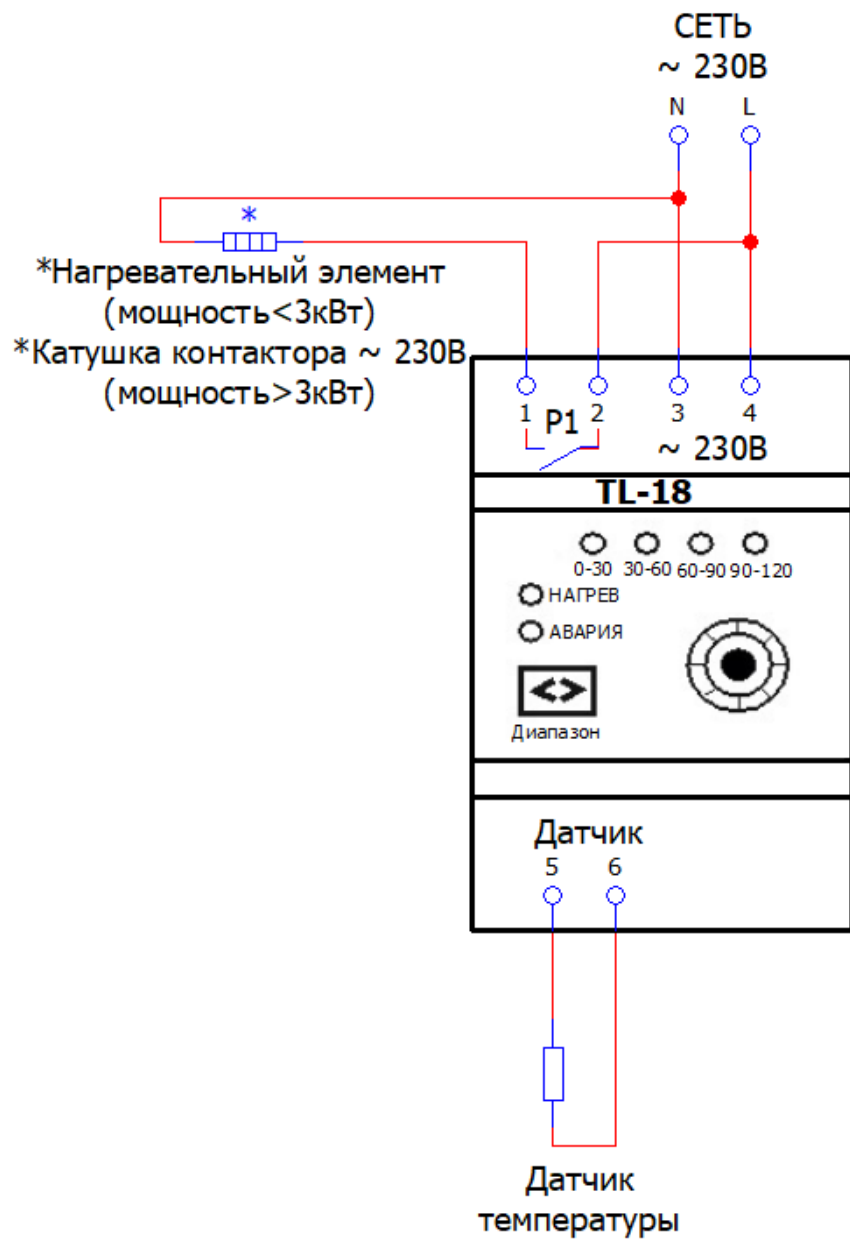 СЕТЬ
~ 230В
N L
*
*Нагревательный элемент
(мощность<3кВт)
*Катушка контактора ~ 230В
(мощность>3кВт)
1 P1 2 3 4
~ 230В
TL-18
0-30 30-60 60-90 90-120
НАГРЕВ
АВАРИЯ
<>
Диапазон
Датчик
5 6
Датчик
температуры